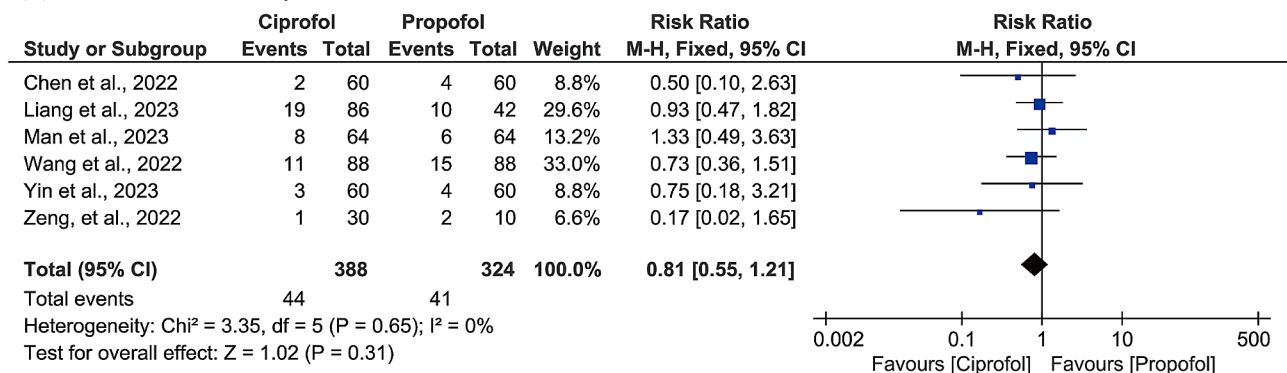 Ciprofol Propofol Risk Ratio Risk Ratio
Study or Subgroup Events Total Events Total Weight M-H, Fixed, 95% CI M-H, Fixed, 95% CI
Chen et al., 2022 2 60 4 60 8.8% 0.50 [0.10, 2.63]
Liang et al., 2023 19 86 10 42 29.6% 0.93 [0.47, 1.82]
Man et al., 2023 8 64 6 64 13.2% 1.33 [0.49, 3.63]
Wang et al., 2022 11 88 15 88 33.0% 0.73 [0.36, 1.51]
Yin et al., 2023 3 60 4 60 8.8% 0.75 [0.18, 3.21]
Zeng, et al., 2022 1 30 2 10 6.6% 0.17 [0.02, 1.65]
Total (95% CI) 388 324 100.0% 0.81 [0.55, 1.21]
Total events 44 41
Heterogeneity: Chi² = 3.35, df = 5 (P = 0.65); I² = 0%
Test for overall effect: Z = 1.02 (P = 0.31)
0.002 0.1 1 10 500
Favours [Ciprofol] Favours [Propofol]